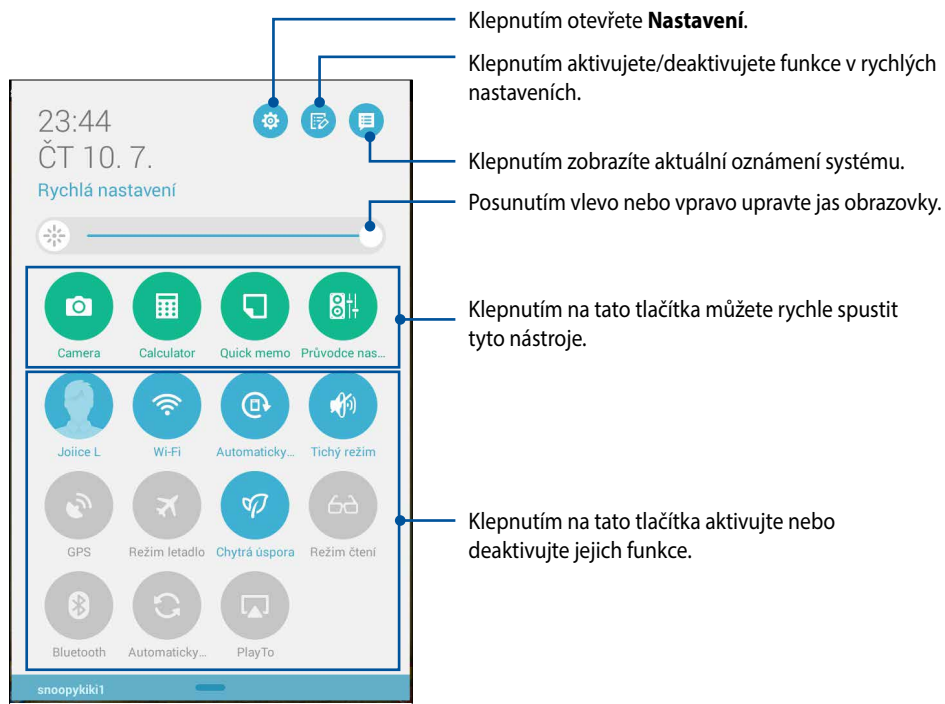 Klepnutím otevřete Nastavení.
Klepnutím aktivujete/deaktivujete funkce v rychlých
nastaveních.
Klepnutím zobrazíte aktuální oznámení systému.
Posunutím vlevo nebo vpravo upravte jas obrazovky.
Klepnutím na tato tlačítka můžete rychle spustit
tyto nástroje.
Klepnutím na tato tlačítka aktivujte nebo
deaktivujte jejich funkce.
23:44
ČT 10. 7.
Rychlá nastavení
Camera
Calculator
Quick memo
Průvodce nas...
Joiice L
Wi-Fi
Automaticky...
Tichý režim
GPS
Režim letadlo
Chytrá úspora
Režim čtení
Bluetooth
Automaticky...
PlayTo
snoopykiki1